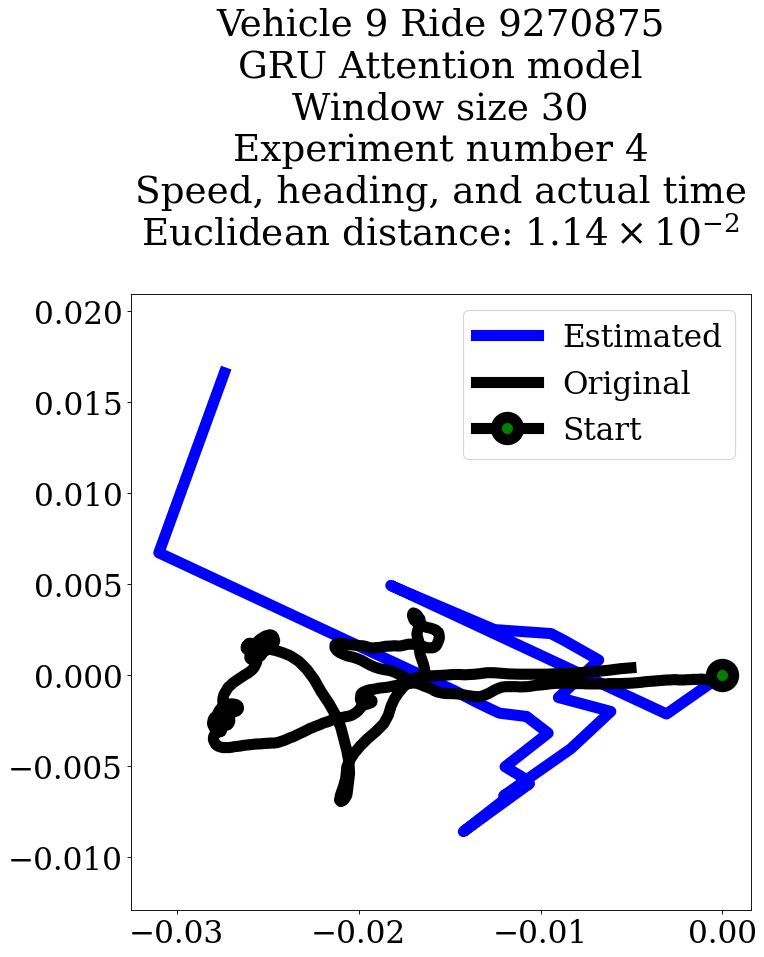 Vehicle 9 Ride 9270875
GRU Attention model
Window size 30
Experiment number 4
Speed, heading, and actual time
Euclidean distance: 1.14 × 10⁻²
Estimated
Original
Start
0.020
0.015
0.010
0.005
0.000
−0.005
−0.010
−0.03 −0.02 −0.01 0.00